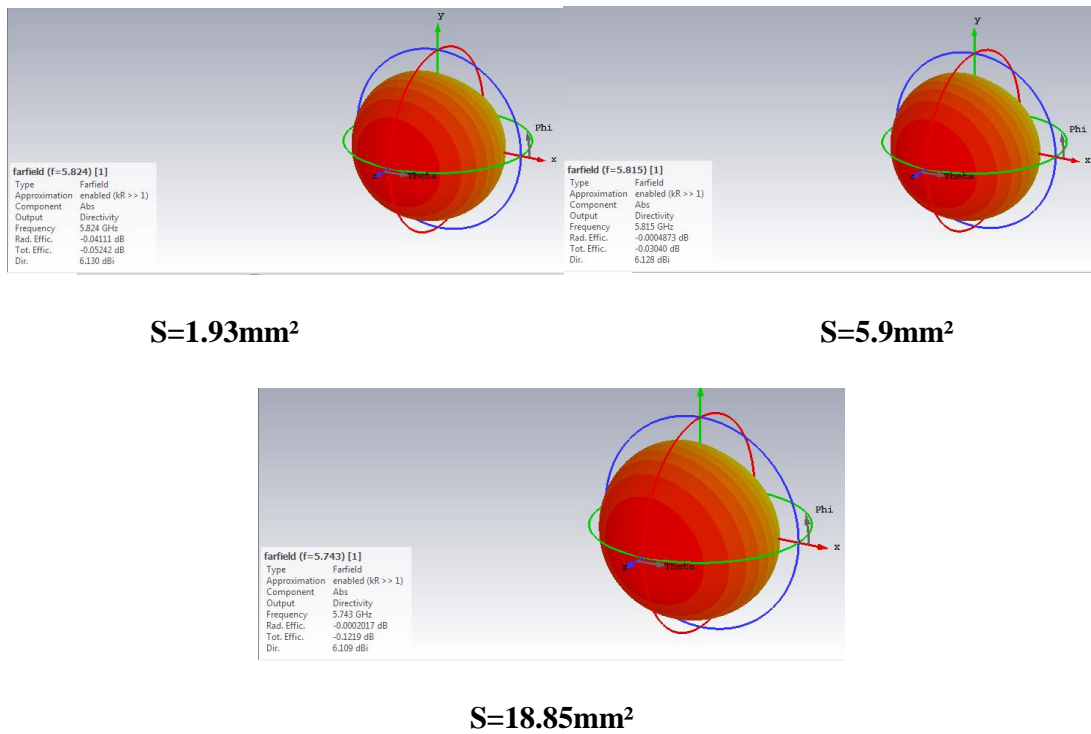 y
Phi
x
z
Theta
farfield (f=5.824) [1]
Type Farfield
Approximation enabled (kR >> 1)
Component Abs
Output Directivity
Frequency 5.824 GHz
Rad. Effic. -0.04111 dB
Tot. Effic. -0.05242 dB
Dir. 6.130 dBi
y
Phi
x
z
Theta
farfield (f=5.815) [1]
Type Farfield
Approximation enabled (kR >> 1)
Component Abs
Output Directivity
Frequency 5.815 GHz
Rad. Effic. -0.0004873 dB
Tot. Effic. -0.03040 dB
Dir. 6.128 dBi
S=1.93mm²
S=5.9mm²
Phi
x
z
Theta
farfield (f=5.743) [1]
Type Farfield
Approximation enabled (kR >> 1)
Component Abs
Output Directivity
Frequency 5.743 GHz
Rad. Effic. -0.0002017 dB
Tot. Effic. -0.1219 dB
Dir. 6.109 dBi
S=18.85mm²